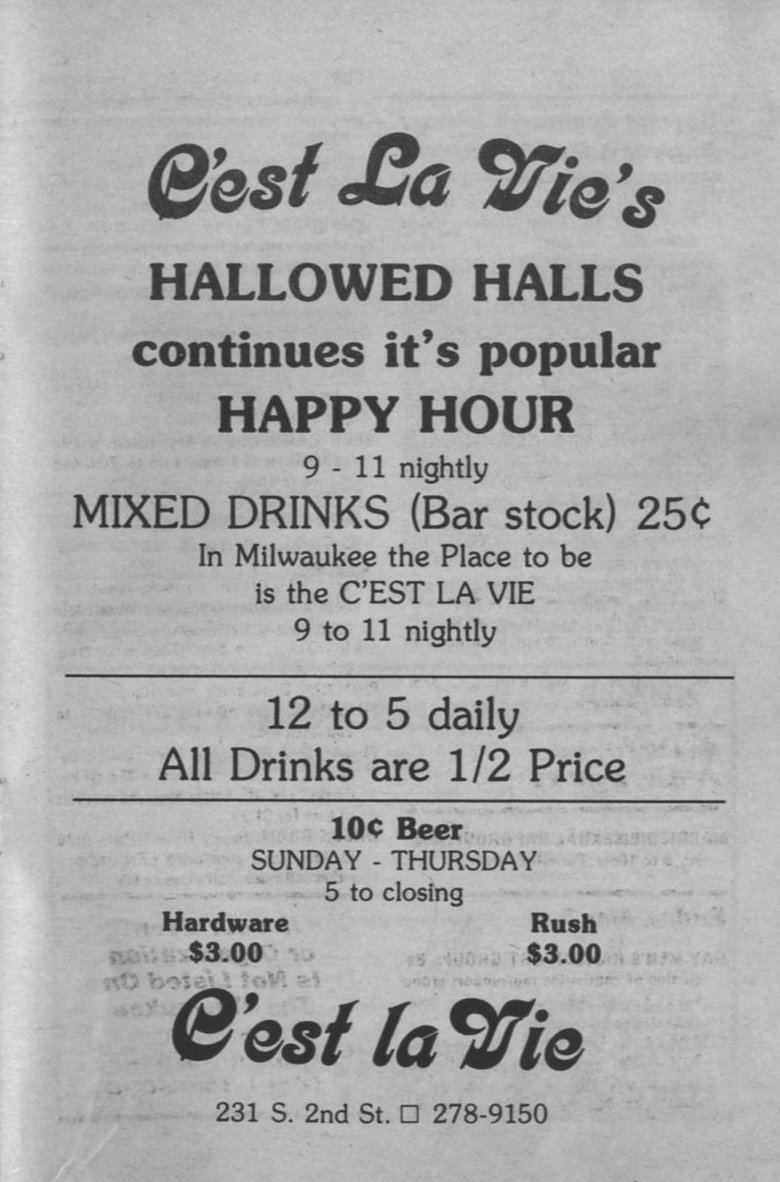 C'est La Vie's
HALLOWED HALLS
continues it's popular
HAPPY HOUR
9 - 11 nightly
MIXED DRINKS (Bar stock) 25¢
In Milwaukee the Place to be
is the C'EST LA VIE
9 to 11 nightly
12 to 5 daily
All Drinks are 1/2 Price
10¢ Beer
SUNDAY - THURSDAY
5 to closing
Hardware Rush
$3.00 $3.00
C'est la Vie
231 S. 2nd St. □ 278-9150